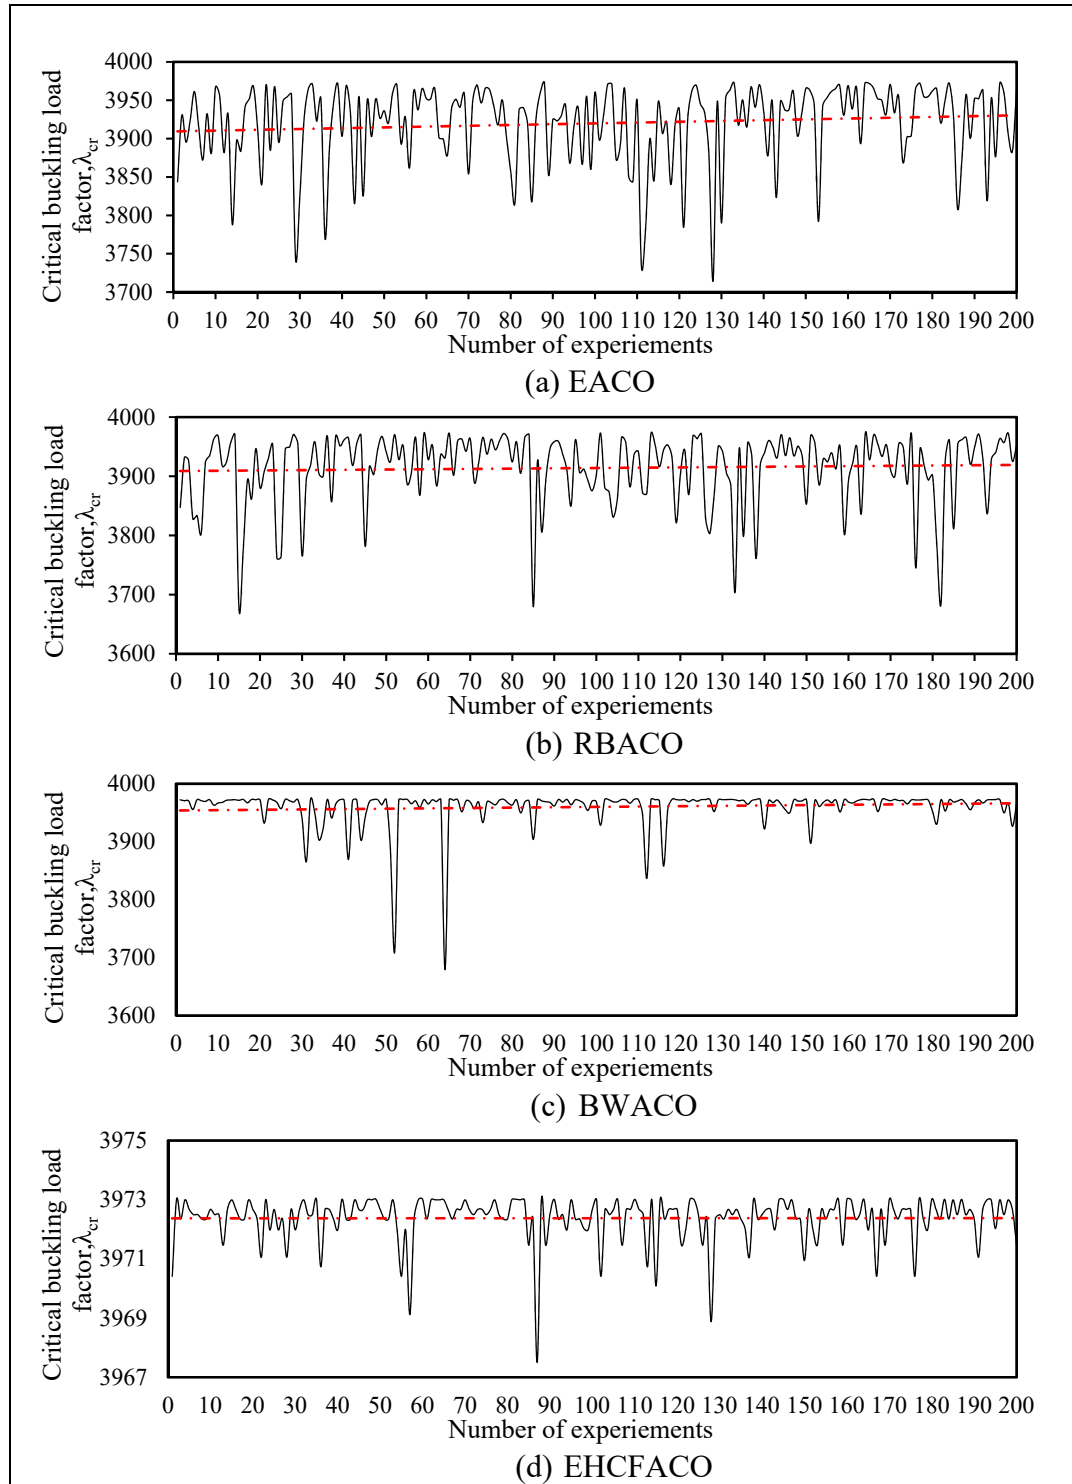 4000
3950
3900
3850
3800
3750
3700
Critical buckling load
factor,λcr
0 10 20 30 40 50 60 70 80 90 100 110 120 130 140 150 160 170 180 190 200
Number of experiements
(a) EACO
4000
3900
3800
3700
3600
Critical buckling load
factor,λcr
0 10 20 30 40 50 60 70 80 90 100 110 120 130 140 150 160 170 180 190 200
Number of experiements
(b) RBACO
4000
3900
3800
3700
3600
Critical buckling load
factor,λcr
0 10 20 30 40 50 60 70 80 90 100 110 120 130 140 150 160 170 180 190 200
Number of experiements
(c) BWACO
3975
3973
3971
3969
3967
Critical buckling load
factor,λcr
0 10 20 30 40 50 60 70 80 90 100 110 120 130 140 150 160 170 180 190 200
Number of experiements
(d) EHCFACO